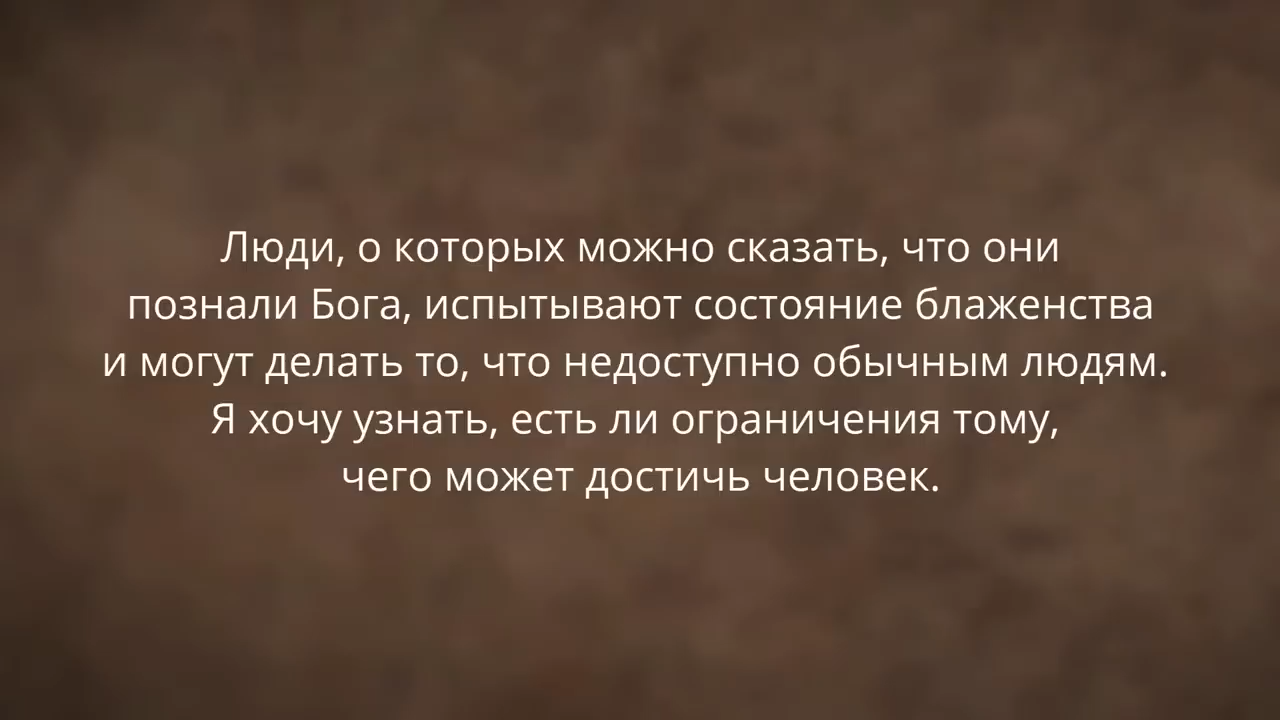 Люди, о которых можно сказать, что они
познали Бога, испытывают состояние блаженства
и могут делать то, что недоступно обычным людям.
Я хочу узнать, есть ли ограничения тому,
чего может достичь человек.